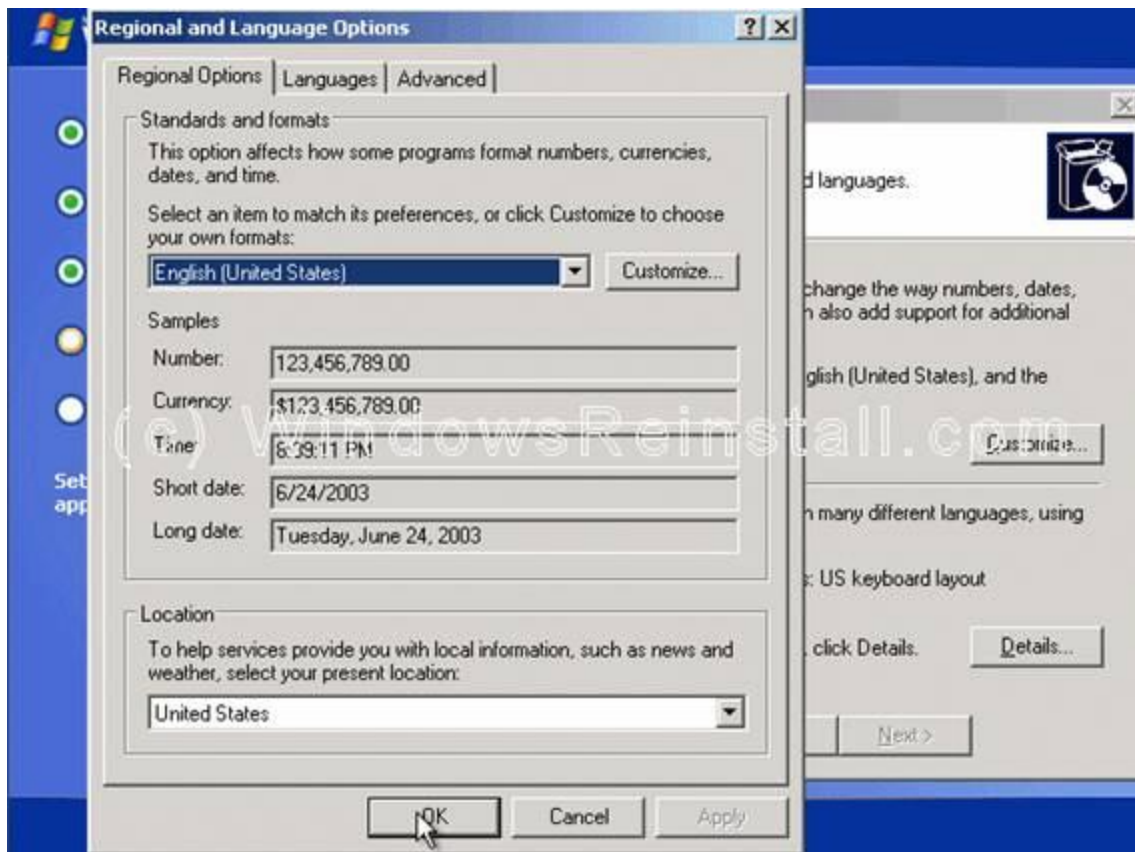 Regional and Language Options
Regional Options Languages Advanced
Standards and formats
This option affects how some programs format numbers, currencies,
dates, and time.
Select an item to match its preferences, or click Customize to choose
your own formats:
English (United States)
Customize...
Samples
Number: 123,456,789.00
Currency: $123,456,789.00
Time: 8:39:11 PM
Short date: 6/24/2003
Long date: Tuesday, June 24, 2003
Location
To help services provide you with local information, such as news and
weather, select your present location:
United States
OK Cancel Apply
d languages.
change the way numbers, dates,
n also add support for additional
glish (United States), and the
Customize...
n many different languages, using
s: US keyboard layout
click Details.
Details...
Next >
Set
app
(c) WindowsReinstall.com